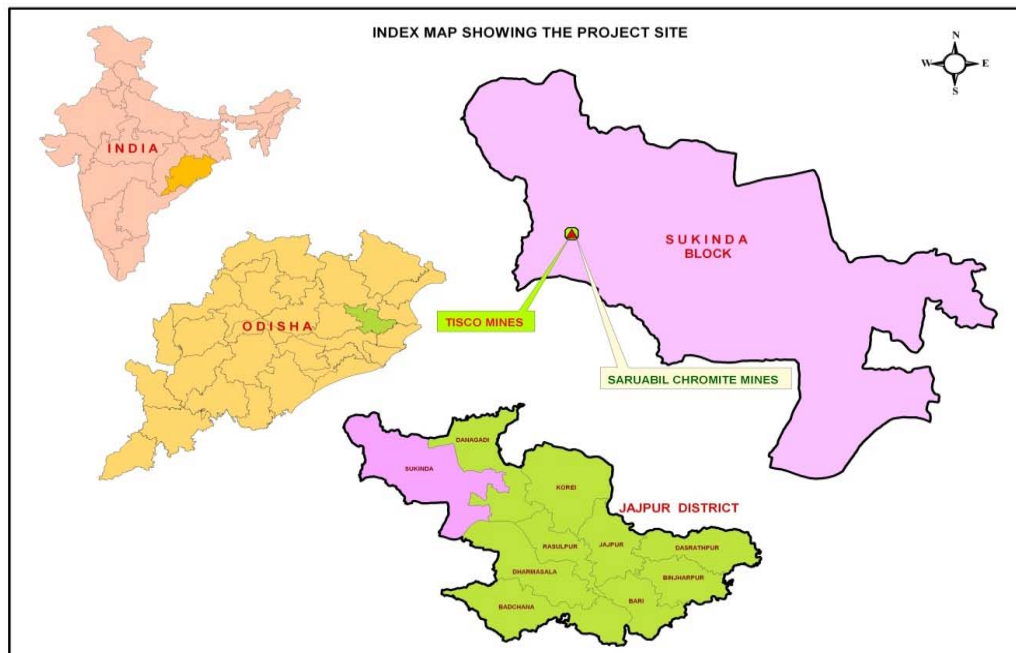 INDEX MAP SHOWING THE PROJECT SITE
N
W E
S
INDIA
SUKINDA
BLOCK
ODISHA
TISCO MINES
SARUABIL CHROMITE MINES
DANAGADI
SUKINDA
KOREI
JAJPUR DISTRICT
RASULPUR
JAJPUR
DASRATHPUR
DHARMASALA
BINJHARPUR
BARI
BADCHANA